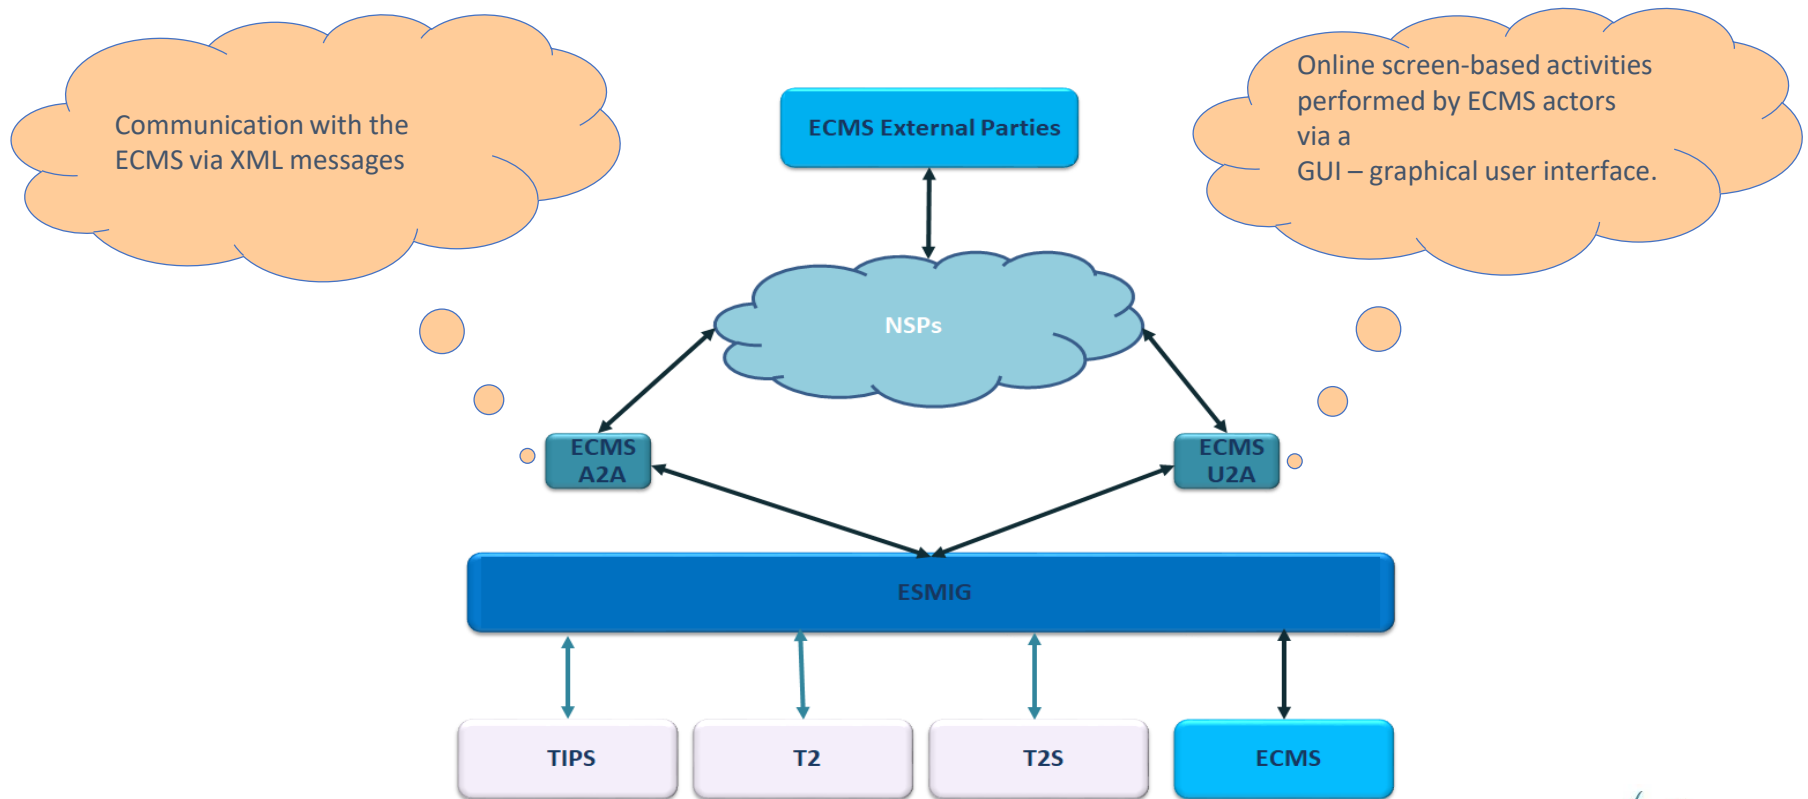 Communication with the
ECMS via XML messages
Online screen-based activities
performed by ECMS actors
via a
GUI – graphical user interface.
ECMS External Parties
NSPs
ECMS
A2A
ECMS
U2A
ESMIG
TIPS
T2
T2S
ECMS